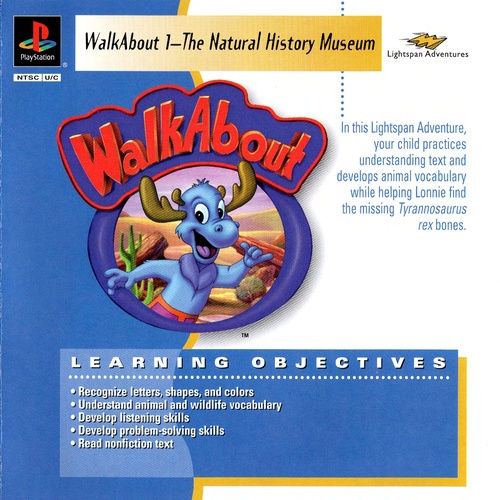 PlayStation
®
NTSC U/C
WalkAbout 1–The Natural History Museum
Lightspan Adventures
WalkAbout
™
In this Lightspan Adventure,
your child practices
understanding text and
develops animal vocabulary
while helping Lonnie find
the missing Tyrannosaurus
rex bones.
LEARNING OBJECTIVES
• Recognize letters, shapes, and colors
• Understand animal and wildlife vocabulary
• Develop listening skills
• Develop problem-solving skills
• Read nonfiction text